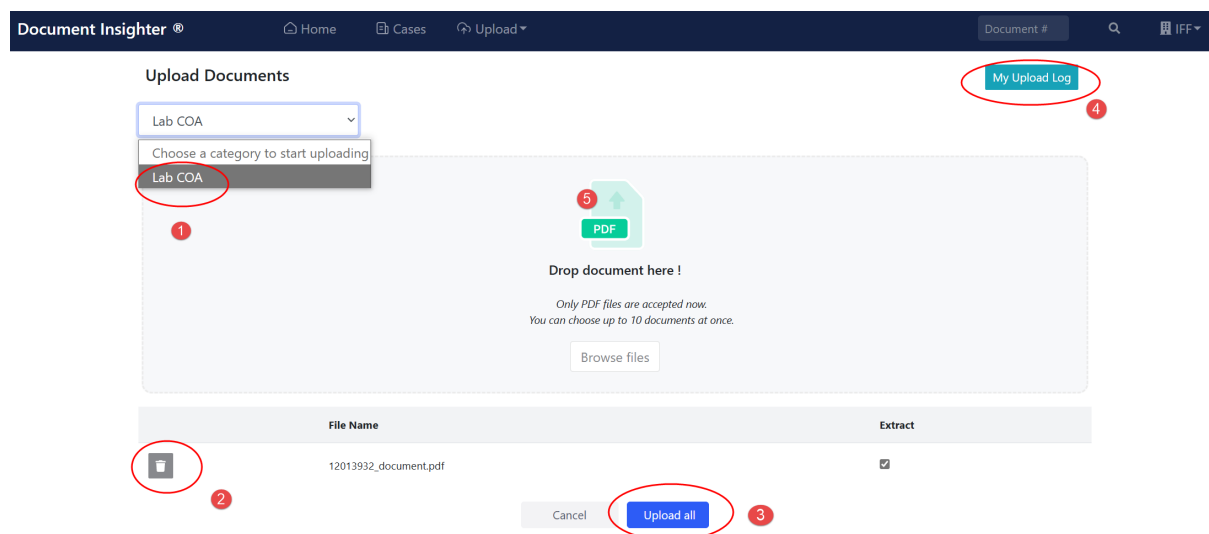 Document Insighter ® Home Cases Upload Document # IFF
Upload Documents My Upload Log
4
Lab COA
Choose a category to start uploading
Lab COA
1
5
PDF
Drop document here !
Only PDF files are accepted now.
You can choose up to 10 documents at once.
Browse files
File Name Extract
12013932_document.pdf
2
Cancel Upload all 3